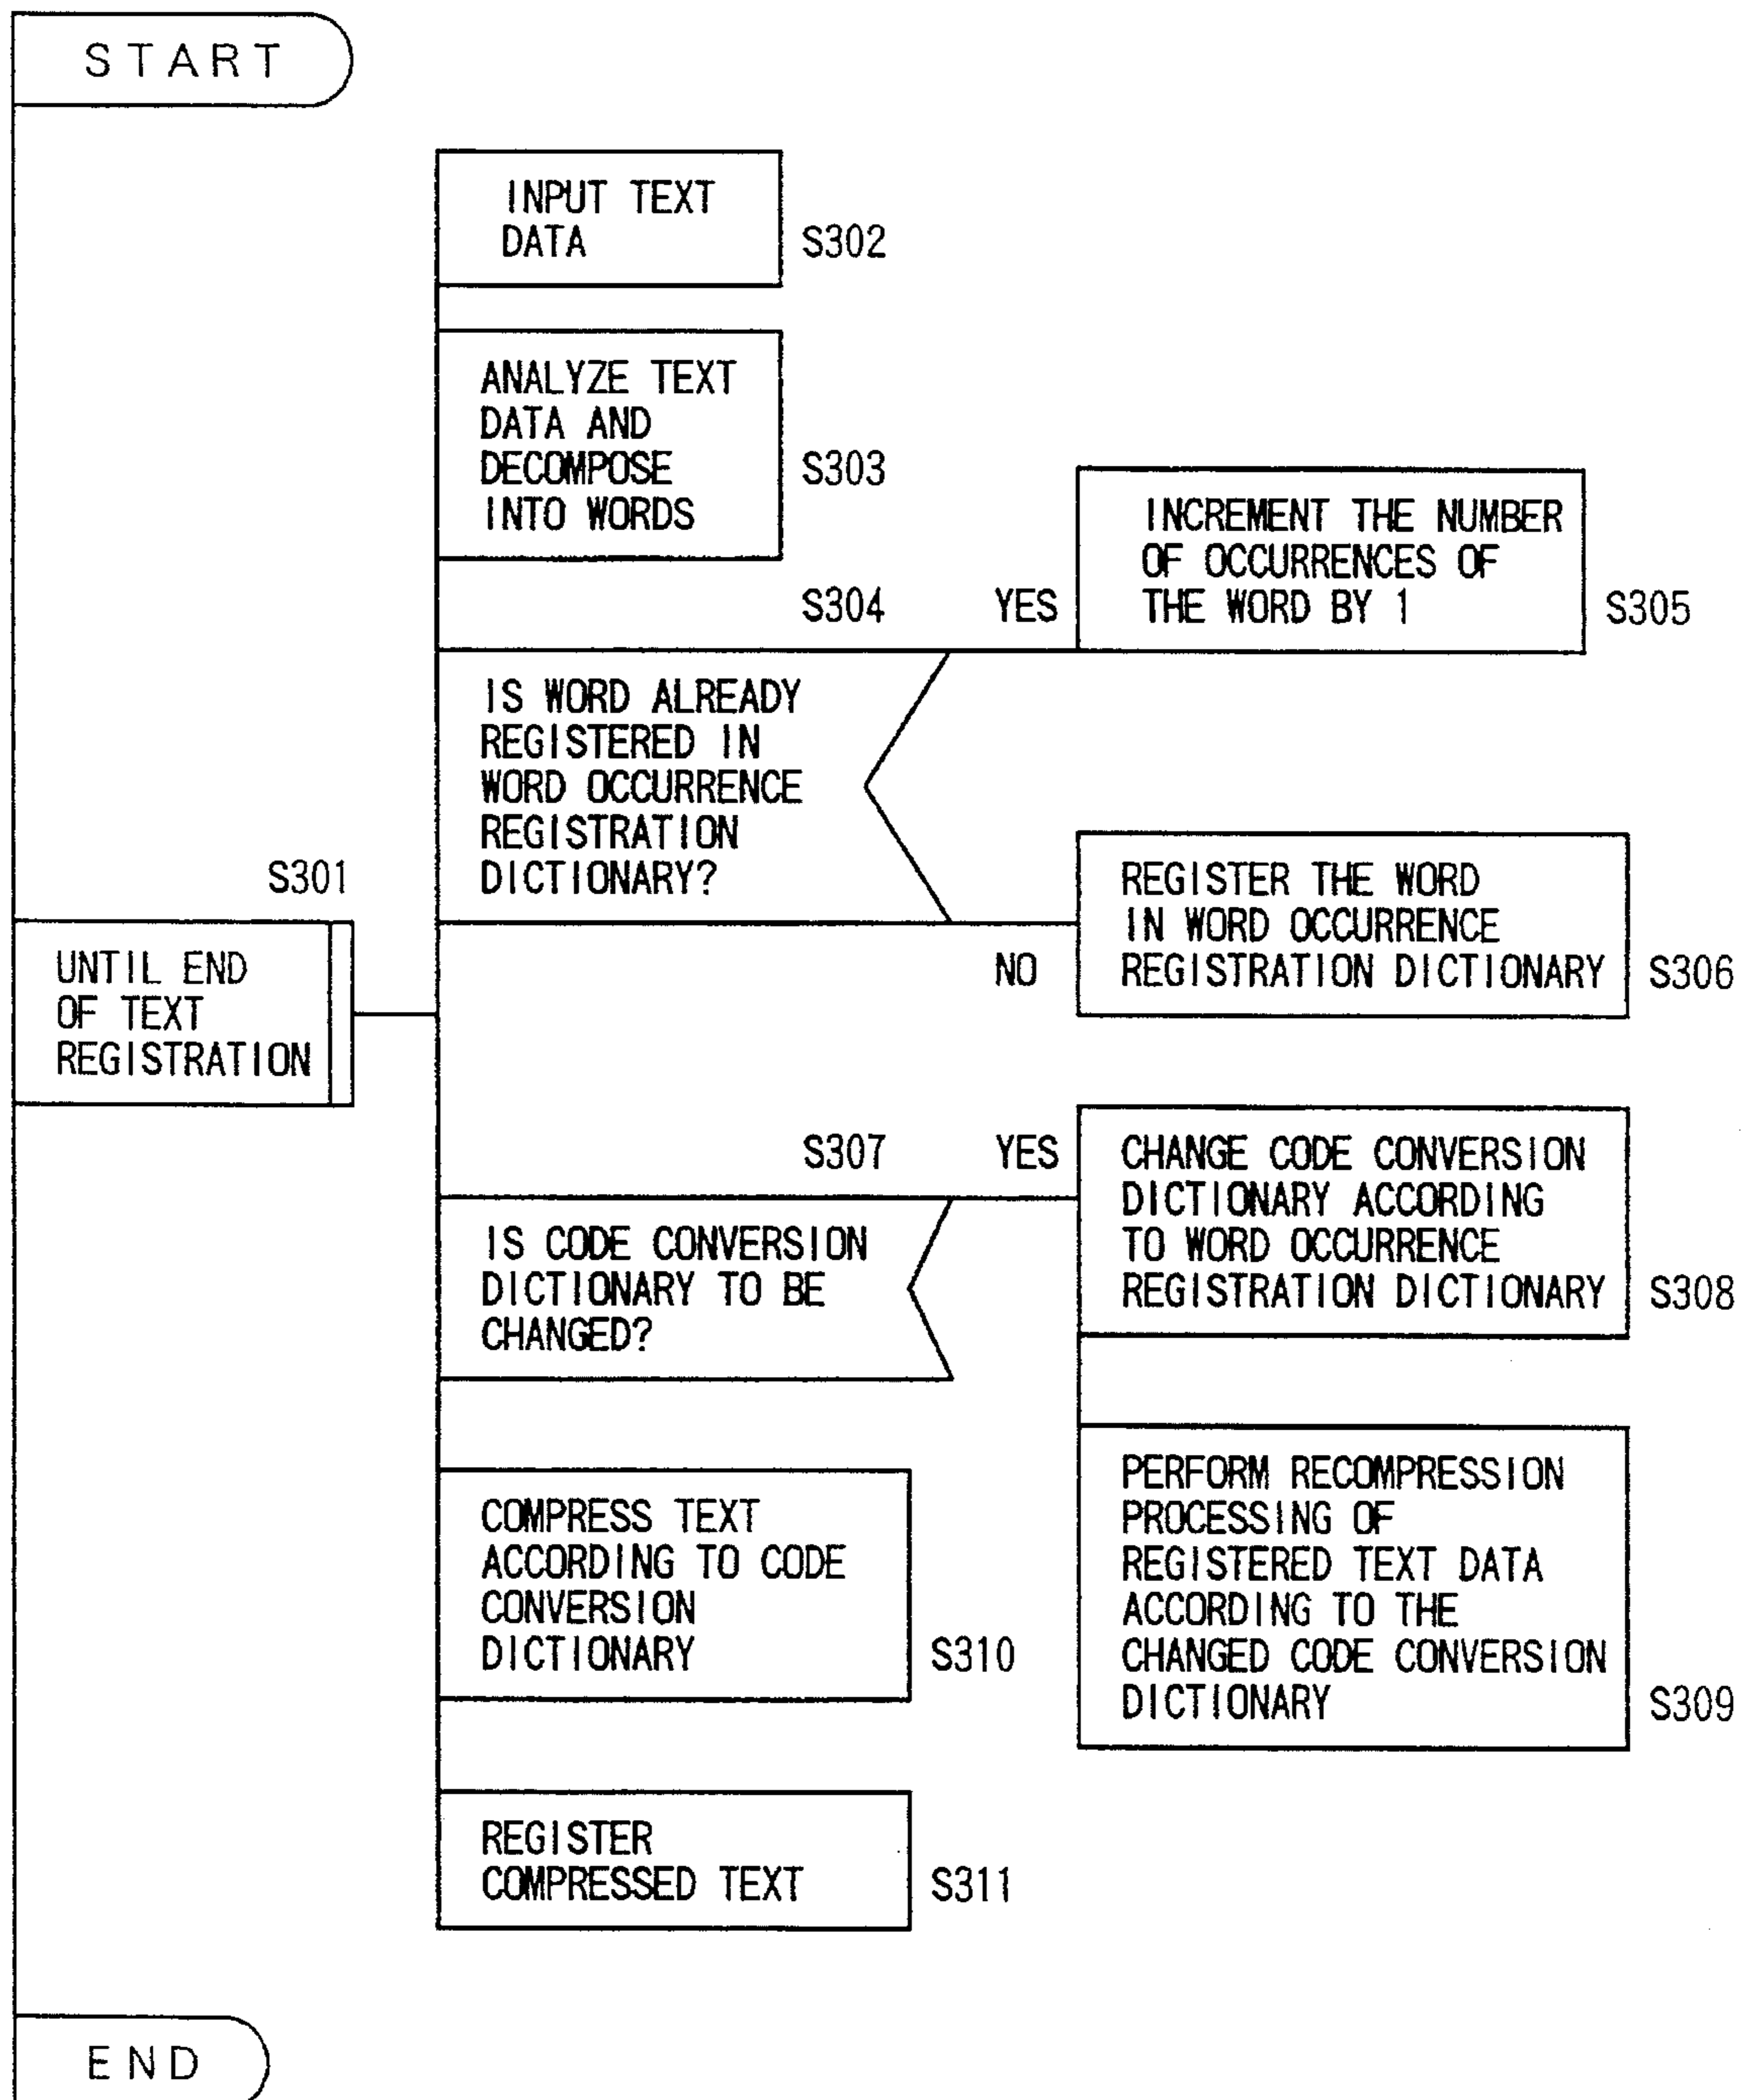 START
INPUT TEXT
DATA
S302
ANALYZE TEXT
DATA AND
DECOMPOSE
INTO WORDS
S303
S304
IS WORD ALREADY
REGISTERED IN
WORD OCCURRENCE
REGISTRATION
DICTIONARY?
YES
INCREMENT THE NUMBER
OF OCCURRENCES OF
THE WORD BY 1
S305
NO
REGISTER THE WORD
IN WORD OCCURRENCE
REGISTRATION DICTIONARY
S306
S301
UNTIL END
OF TEXT
REGISTRATION
S307
IS CODE CONVERSION
DICTIONARY TO BE
CHANGED?
YES
CHANGE CODE CONVERSION
DICTIONARY ACCORDING
TO WORD OCCURRENCE
REGISTRATION DICTIONARY
S308
PERFORM RECOMPRESSION
PROCESSING OF
REGISTERED TEXT DATA
ACCORDING TO THE
CHANGED CODE CONVERSION
DICTIONARY
S309
COMPRESS TEXT
ACCORDING TO CODE
CONVERSION
DICTIONARY
S310
REGISTER
COMPRESSED TEXT
S311
END